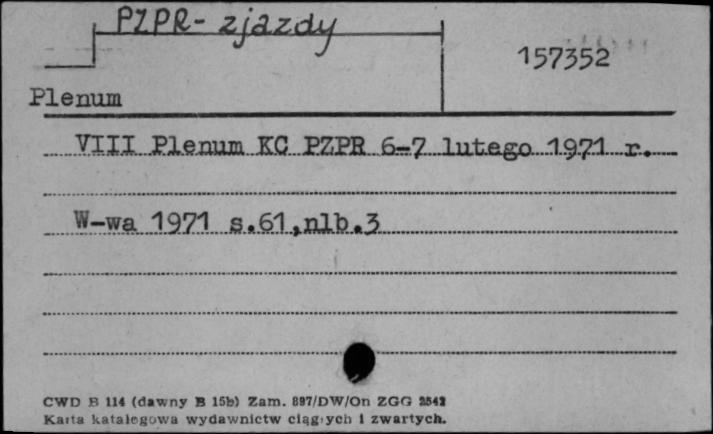 PZPR- zjazdy
157352
Plenum
VIII Plenum KC PZPR 6-7 lutego 1971 r.
W-wa 1971 s.61,nlb.3
CWD B 114 (dawny B 15b) Zam. 897/DW/On ZGG 2542
Karta katalogowa wydawnictw ciągłych i zwartych.